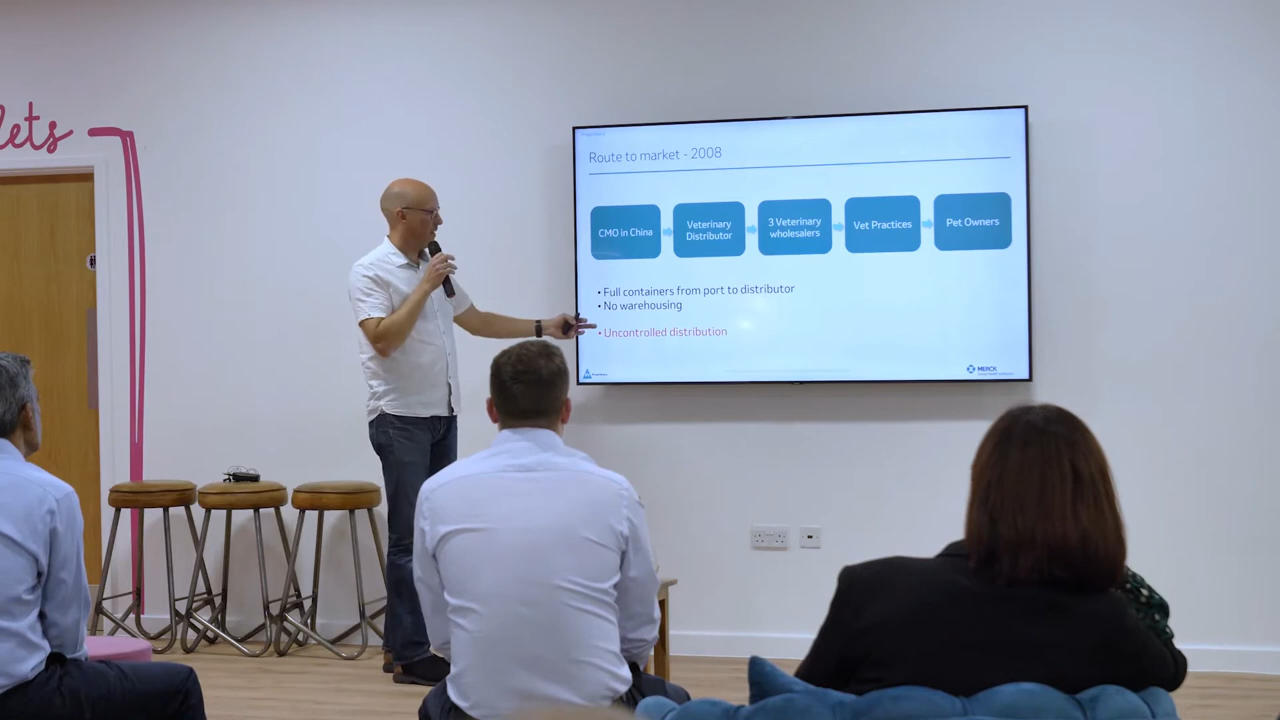 lets
Route to market - 2008
CMO in China
Veterinary
Distributor
3 Veterinary
wholesalers
Vet Practices
Pet Owners
• Full containers from port to distributor
• No warehousing
• Uncontrolled distribution
MERCK